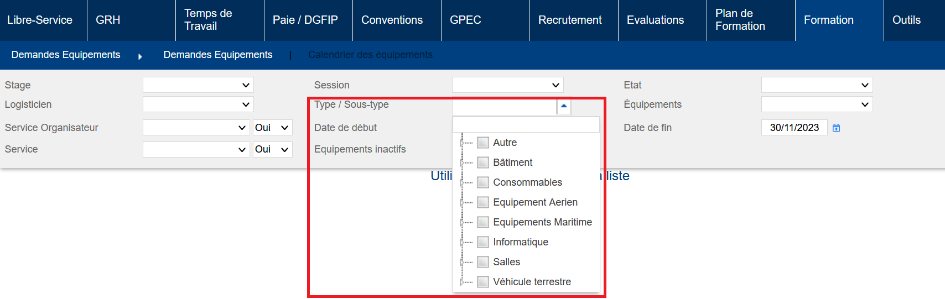 Libre-Service GRH Temps de Travail Paie / DGFIP Conventions GPEC Recrutement Evaluations Plan de Formation Formation Outils
Demandes Equipements Demandes Equipements | Calendrier des équipements
Stage Session Etat
Logisticien Type / Sous-type Équipements
Service Organisateur Oui Date de début Date de fin 30/11/2023
Service Oui Equipements inactifs
Autre
Bâtiment
Utili liste
Consommables
Equipement Aerien
Equipements Maritime
Informatique
Salles
Véhicule terrestre